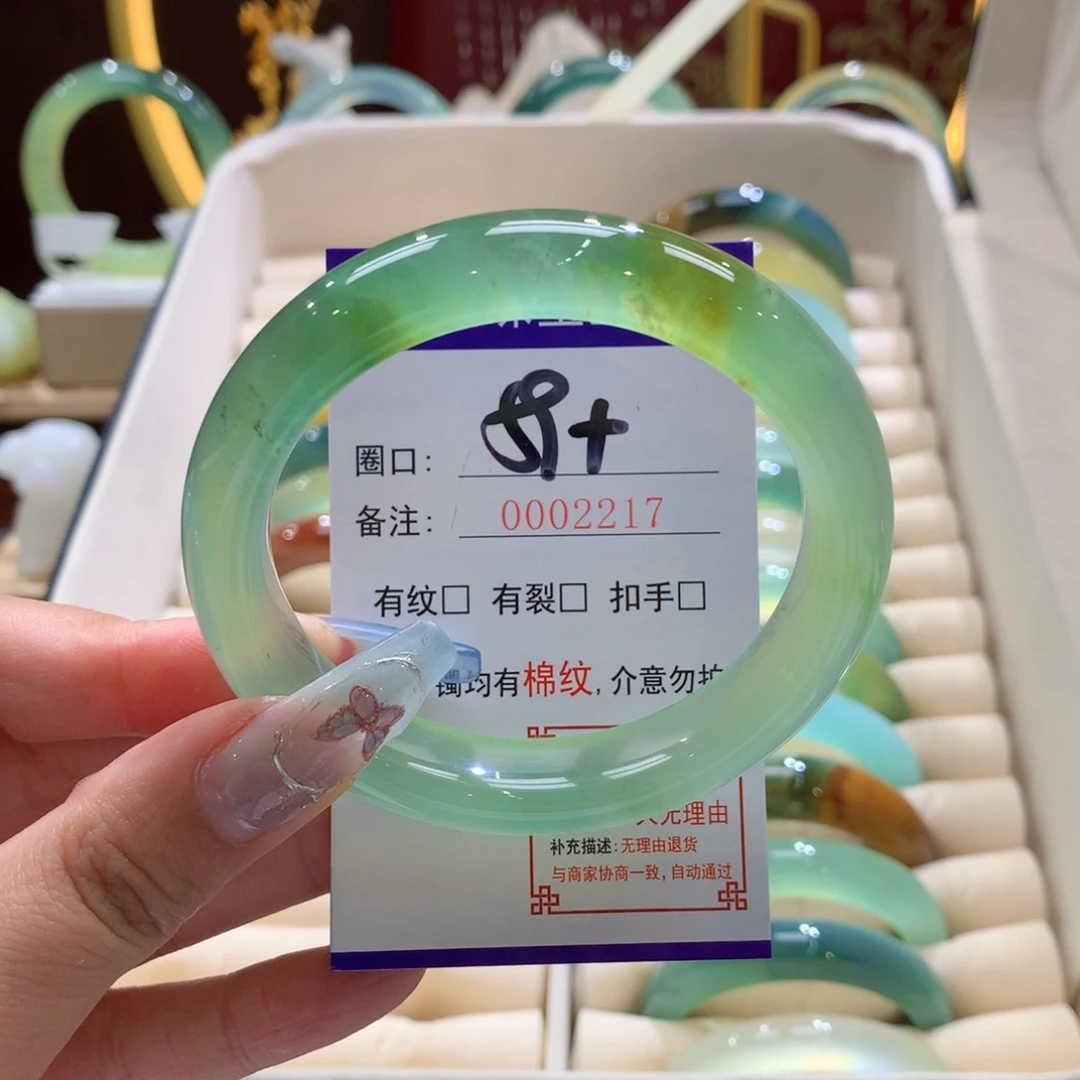 圈口:
备注: 0002217
有纹□ 有裂□ 扣手□
镯均有棉纹,介意勿拍
无理由
补充描述:无理由退货
与商家协商一致,自动通过